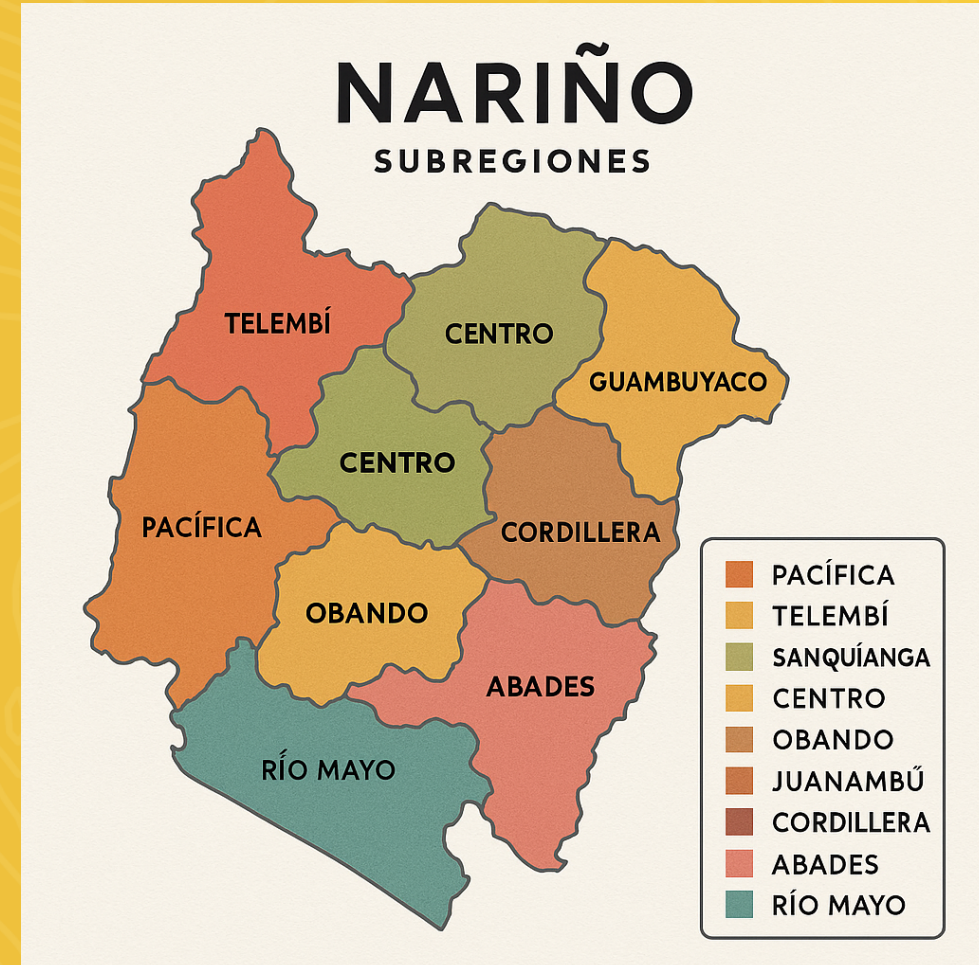 NARIÑO
SUBREGIONES
TELEMBÍ
CENTRO
GUAMBUYACO
CENTRO
PACÍFICA
CORDILLERA
OBANDO
ABADES
RÍO MAYO
PACÍFICA
TELEMBÍ
SANQUÍANGA
CENTRO
OBANDO
JUANAMBŰ
CORDILLERA
ABADES
RÍO MAYO